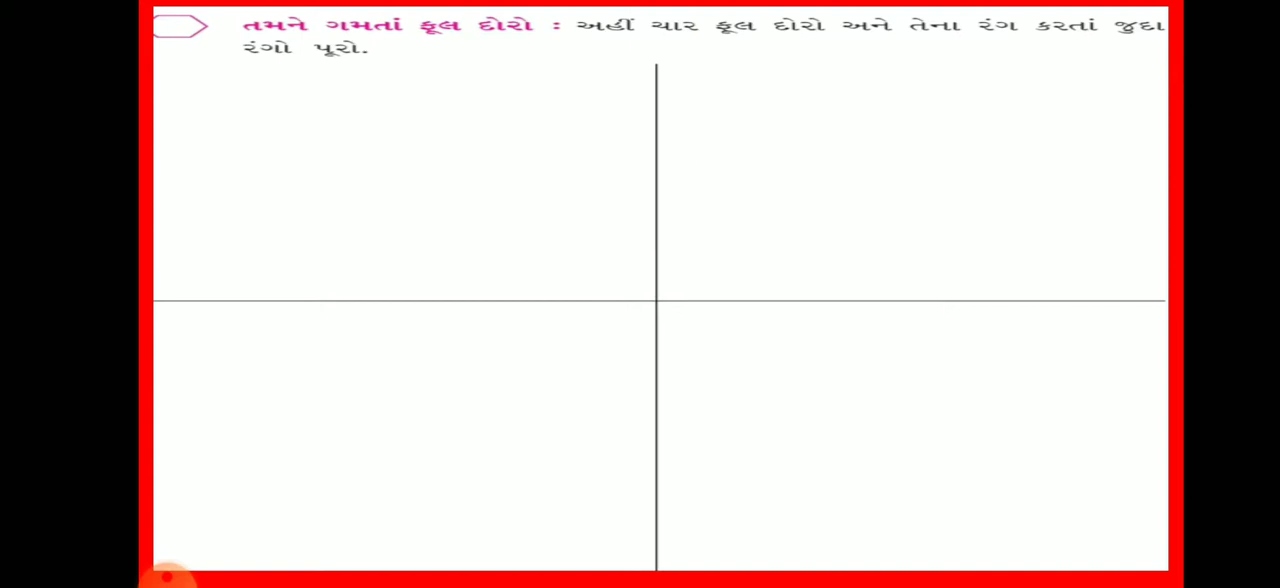 તમને ગમતાં ફૂલ દોરો : અહીં ચાર ફૂલ દોરો અને તેના રંગ કરતાં જુદા
રંગો પૂરો.